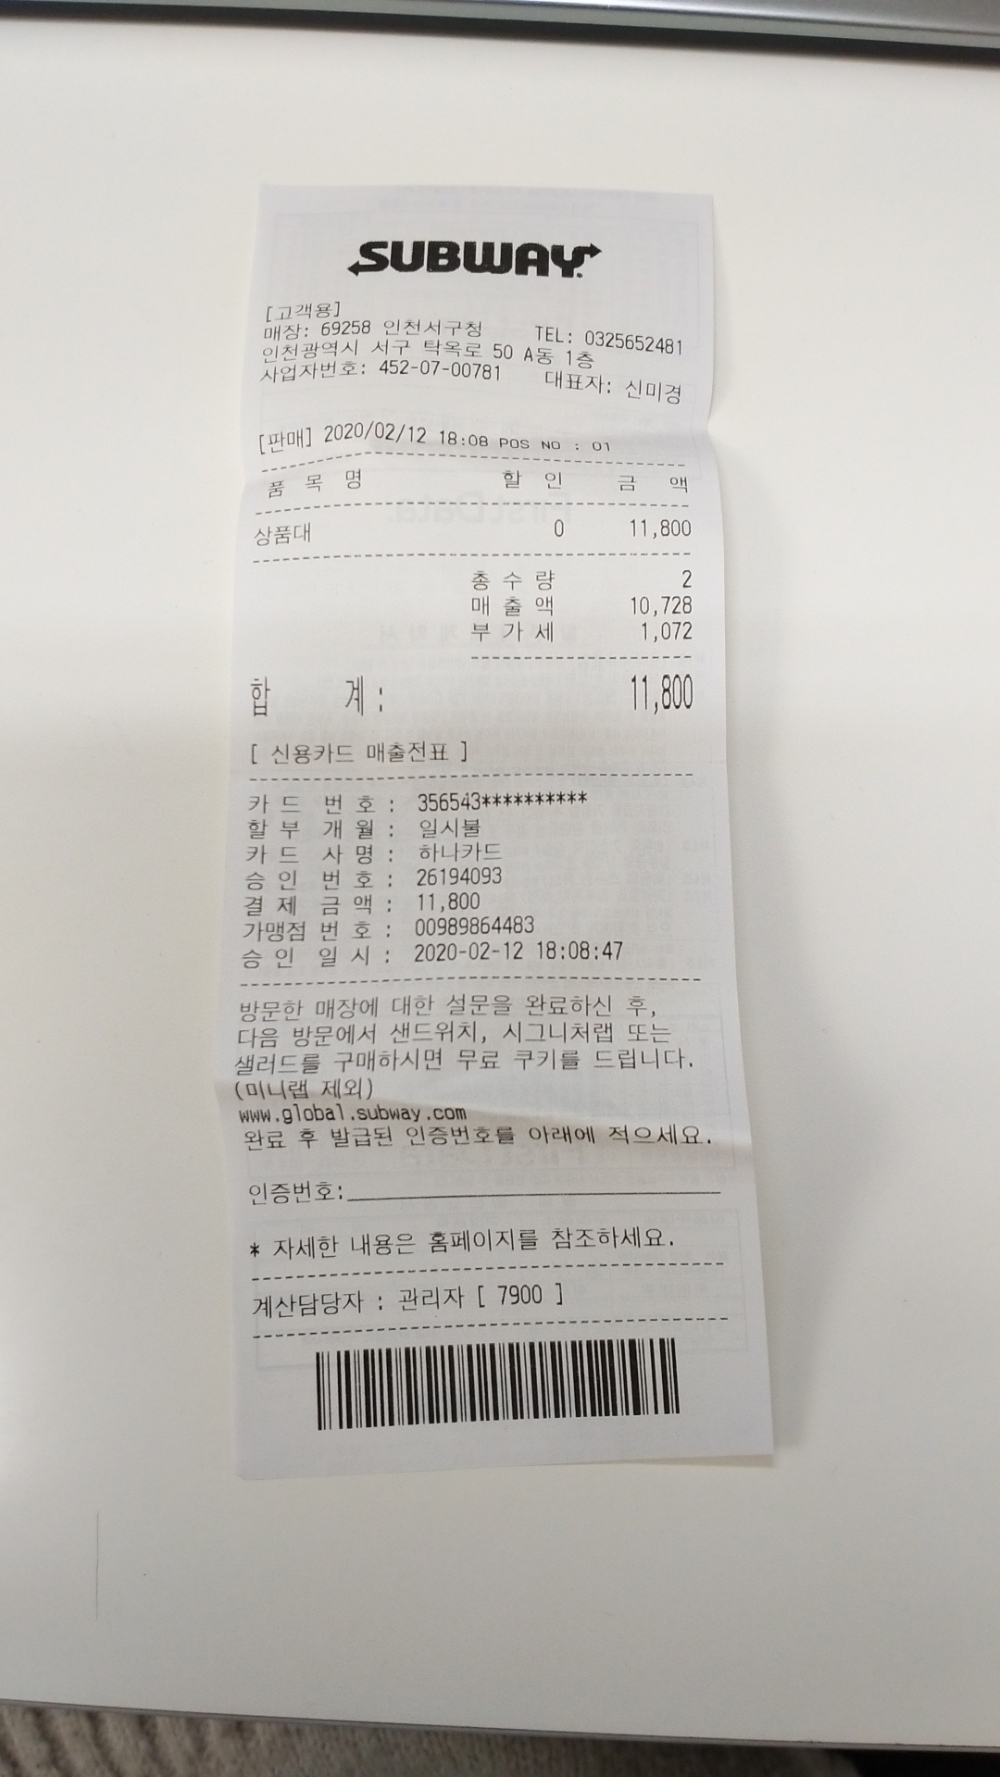 SUBWAY
[고객용]
매장: 69258 인천서구청 TEL: 0325652481
인천광역시 서구 탁옥로 50 A동 1층
사업자번호: 452-07-00781 대표자: 신미경
[판매] 2020/02/12 18:08 POS NO : 01
품 목 명 할 인 금 액
상품대 0 11,800
총 수 량 2
매 출 액 10,728
부 가 세 1,072
합 계 : 11,800
[ 신용카드 매출전표 ]
카 드 번 호 : 356543**********
할 부 개 월 : 일시불
카 드 사 명 : 하나카드
승 인 번 호 : 26194093
결 제 금 액 : 11,800
가맹점 번 호 : 00989864483
승 인 일 시 : 2020-02-12 18:08:47
방문한 매장에 대한 설문을 완료하신 후,
다음 방문에서 샌드위치, 시그니처랩 또는
샐러드를 구매하시면 무료 쿠키를 드립니다.
(미니랩 제외)
www.global.subway.com
완료 후 발급된 인증번호를 아래에 적으세요.
인증번호:
* 자세한 내용은 홈페이지를 참조하세요.
계산담당자 : 관리자 [ 7900 ]